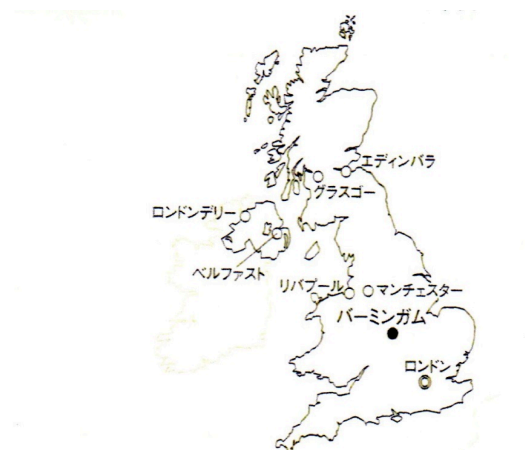 エディンバラ
グラスゴー
ロンドンデリー
ベルファスト
リバプール
マンチェスター
バーミンガム
ロンドン